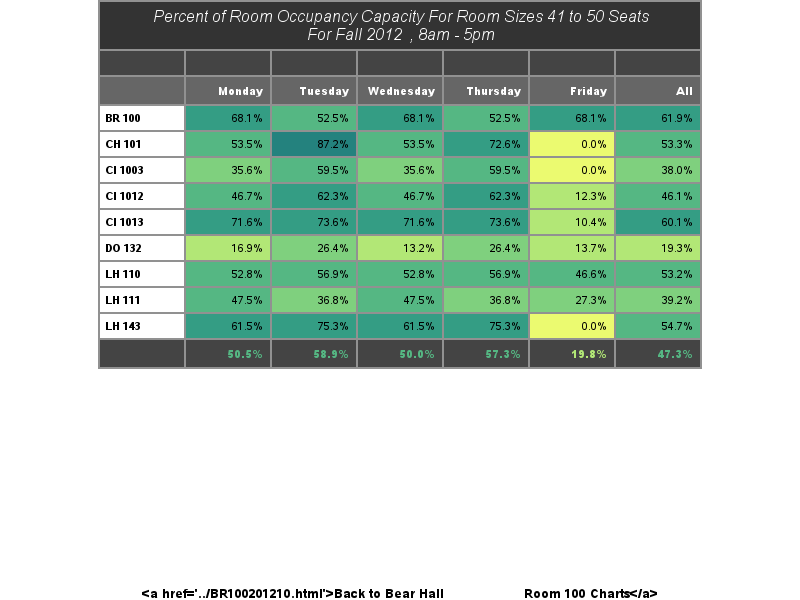 Percent of Room Occupancy Capacity For Room Sizes 41 to 50 Seats
For Fall 2012 , 8am - 5pm
Monday Tuesday Wednesday Thursday Friday All
BR 100 68.1% 52.5% 68.1% 52.5% 68.1% 61.9%
CH 101 53.5% 87.2% 53.5% 72.6% 0.0% 53.3%
CI 1003 35.6% 59.5% 35.6% 59.5% 0.0% 38.0%
CI 1012 46.7% 62.3% 46.7% 62.3% 12.3% 46.1%
CI 1013 71.6% 73.6% 71.6% 73.6% 10.4% 60.1%
DO 132 16.9% 26.4% 13.2% 26.4% 13.7% 19.3%
LH 110 52.8% 56.9% 52.8% 56.9% 46.6% 53.2%
LH 111 47.5% 36.8% 47.5% 36.8% 27.3% 39.2%
LH 143 61.5% 75.3% 61.5% 75.3% 0.0% 54.7%
50.5% 58.9% 50.0% 57.3% 19.8% 47.3%
<a href='../BR100201210.html'>Back to Bear Hall Room 100 Charts</a>